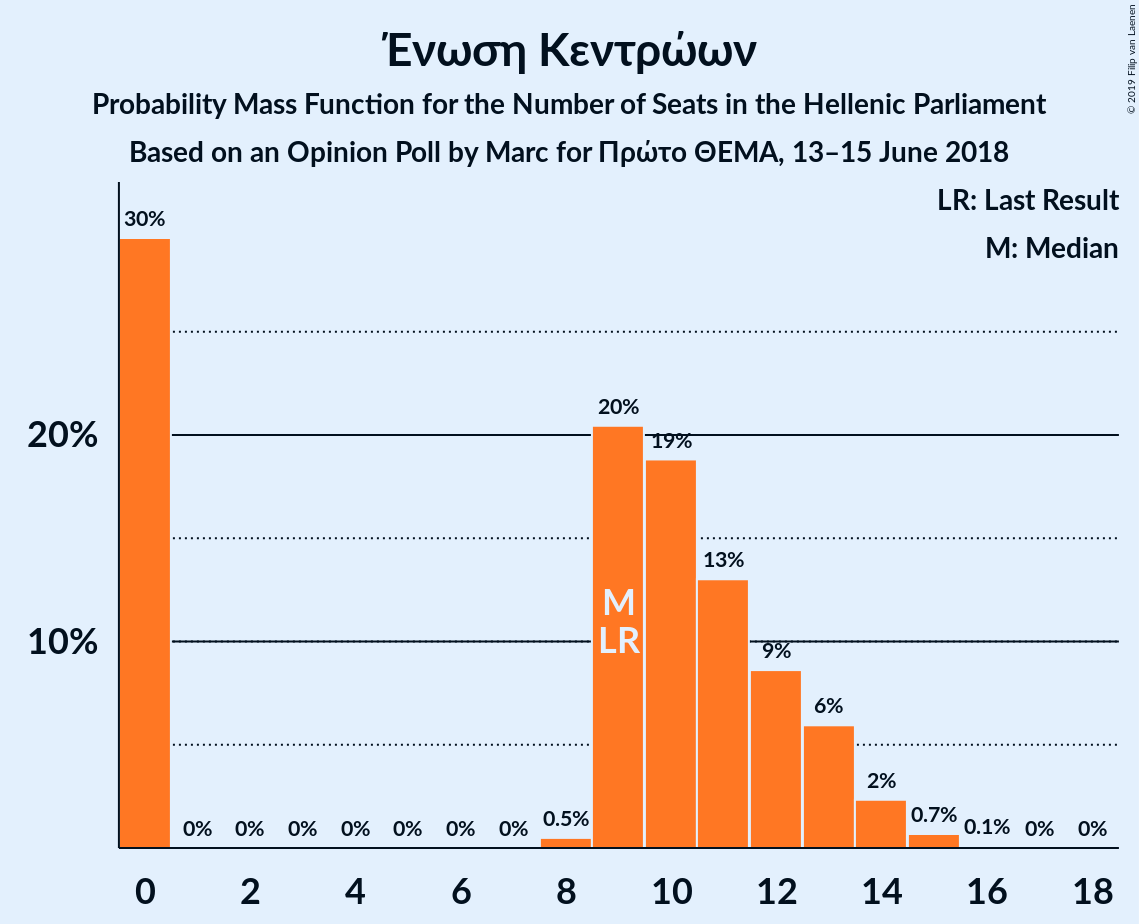 Ένωση Κεντρώων
Probability Mass Function for the Number of Seats in the Hellenic Parliament
Based on an Opinion Poll by Marc for Πρώτο ΘΕΜΑ, 13–15 June 2018
© 2019 Filip van Laenen
LR: Last Result
M: Median
30%
20%
19%
20%
13%
M
LR
10%
9%
6%
2%
0% 0% 0% 0% 0% 0% 0% 0.5% 0.7% 0.1% 0% 0%
0 2 4 6 8 10 12 14 16 18